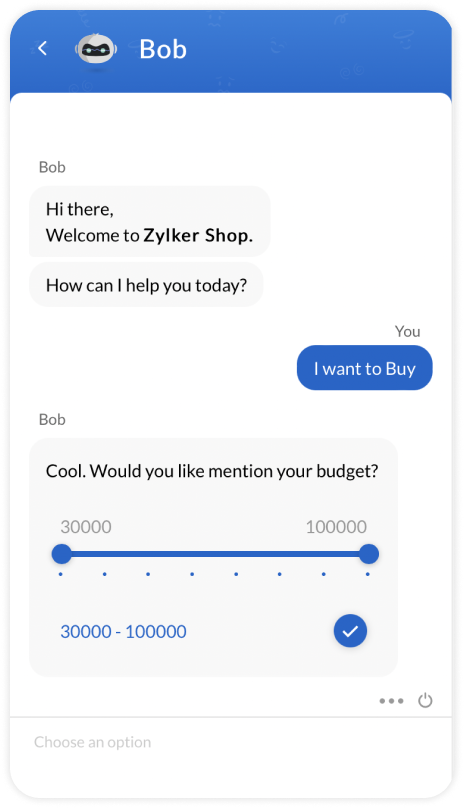 Bob
Bob
Hi there,
Welcome to Zylker Shop.
How can I help you today?
You
I want to Buy
Bob
Cool. Would you like mention your budget?
30000 100000
30000 - 100000
Choose an option